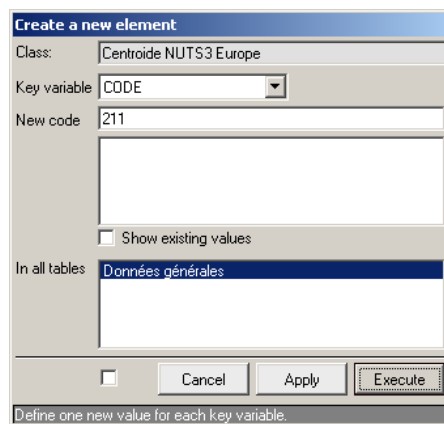 Create a new element
Class: Centroide NUTS3 Europe
Key variable CODE
New code 211
Show existing values
In all tables Données générales
Cancel Apply Execute
Define one new value for each key variable.